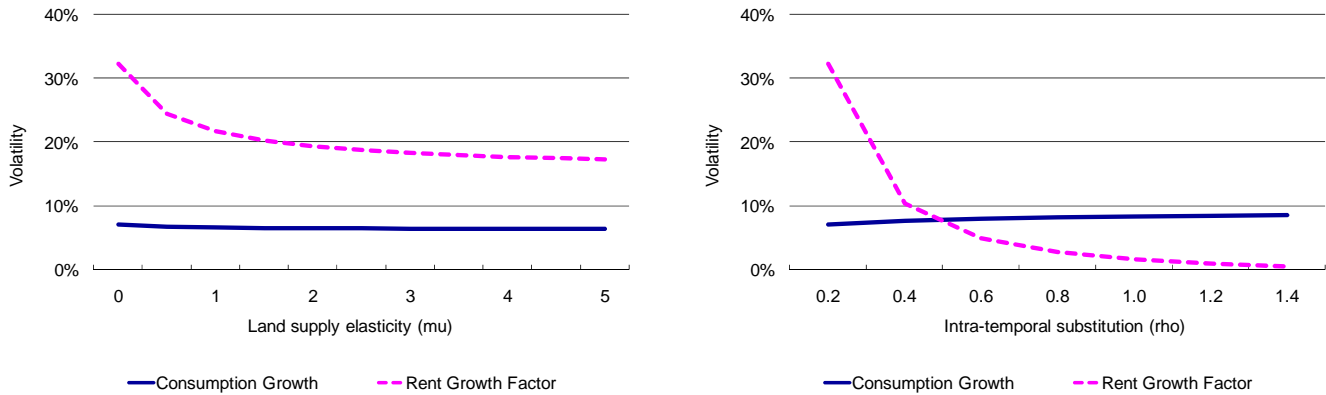 40%
30%
20%
10%
0%
Volatility
0 1 2 3 4 5
Land supply elasticity (mu)
Consumption Growth Rent Growth Factor
40%
30%
20%
10%
0%
Volatility
0.2 0.4 0.6 0.8 1.0 1.2 1.4
Intra-temporal substitution (rho)
Consumption Growth Rent Growth Factor